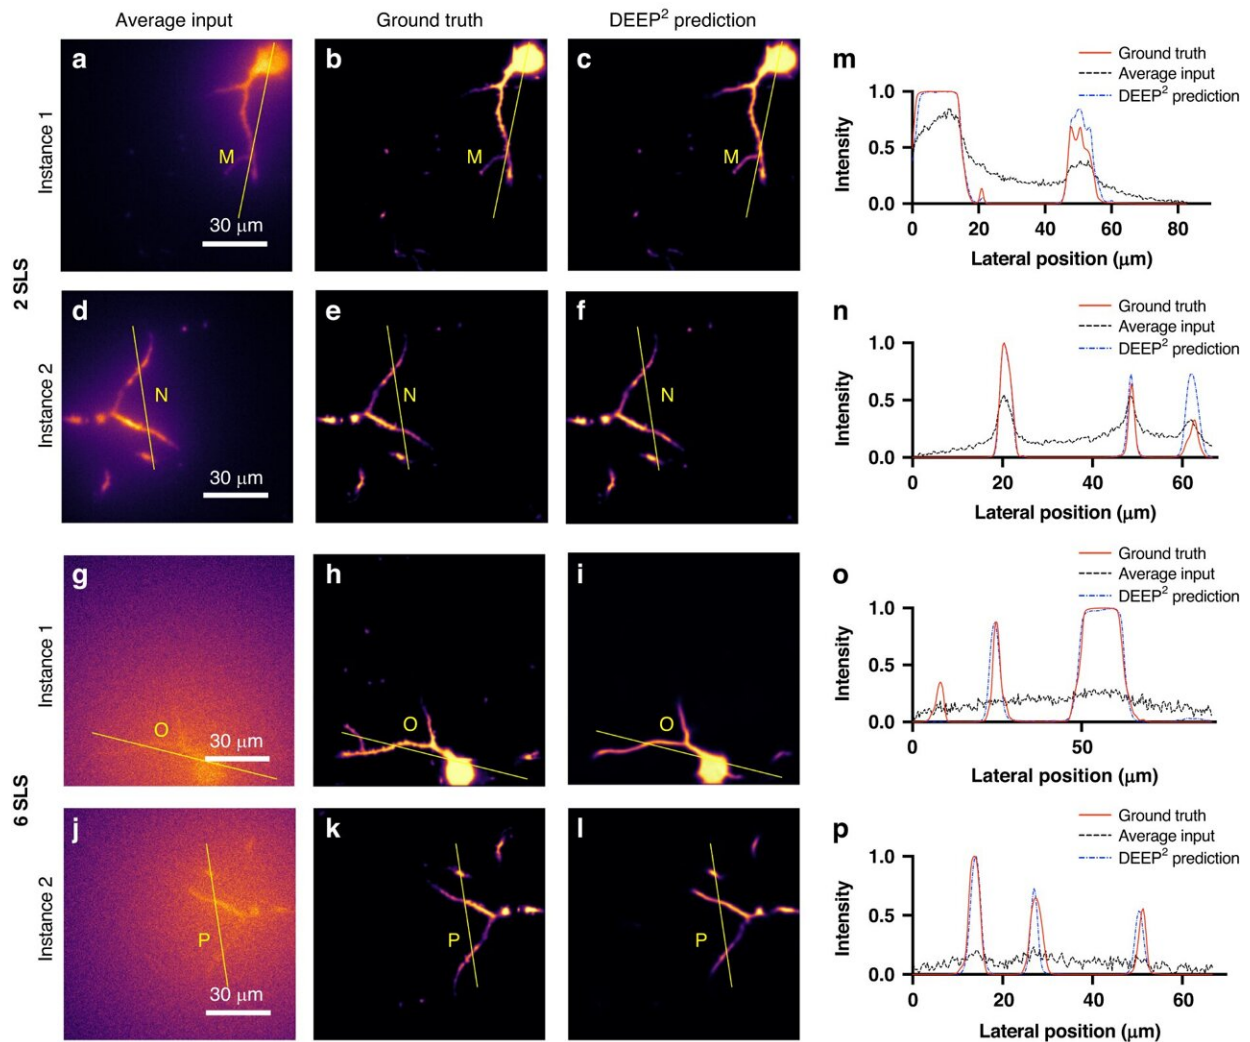 Average input
Ground truth
DEEP² prediction
2 SLS
Instance 1
a
M
30 µm
b
M
c
M
m
Ground truth
Average input
DEEP² prediction
Intensity
1.0
0.5
0.0
0 20 40 60 80
Lateral position (µm)
Instance 2
d
N
30 µm
e
N
f
N
n
Ground truth
Average input
DEEP² prediction
Intensity
1.0
0.5
0.0
0 20 40 60
Lateral position (µm)
6 SLS
Instance 1
g
O
30 µm
h
O
i
O
o
Ground truth
Average input
DEEP² prediction
Intensity
1.0
0.5
0.0
0 50
Lateral position (µm)
Instance 2
j
P
30 µm
k
P
l
P
p
Ground truth
Average input
DEEP² prediction
Intensity
1.0
0.5
0.0
0 20 40 60
Lateral position (µm)